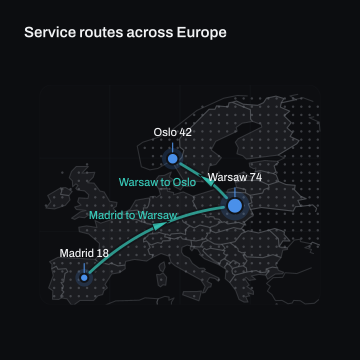 Service routes across Europe
Oslo 42
Warsaw 74
Warsaw to Oslo
Madrid to Warsaw
Madrid 18